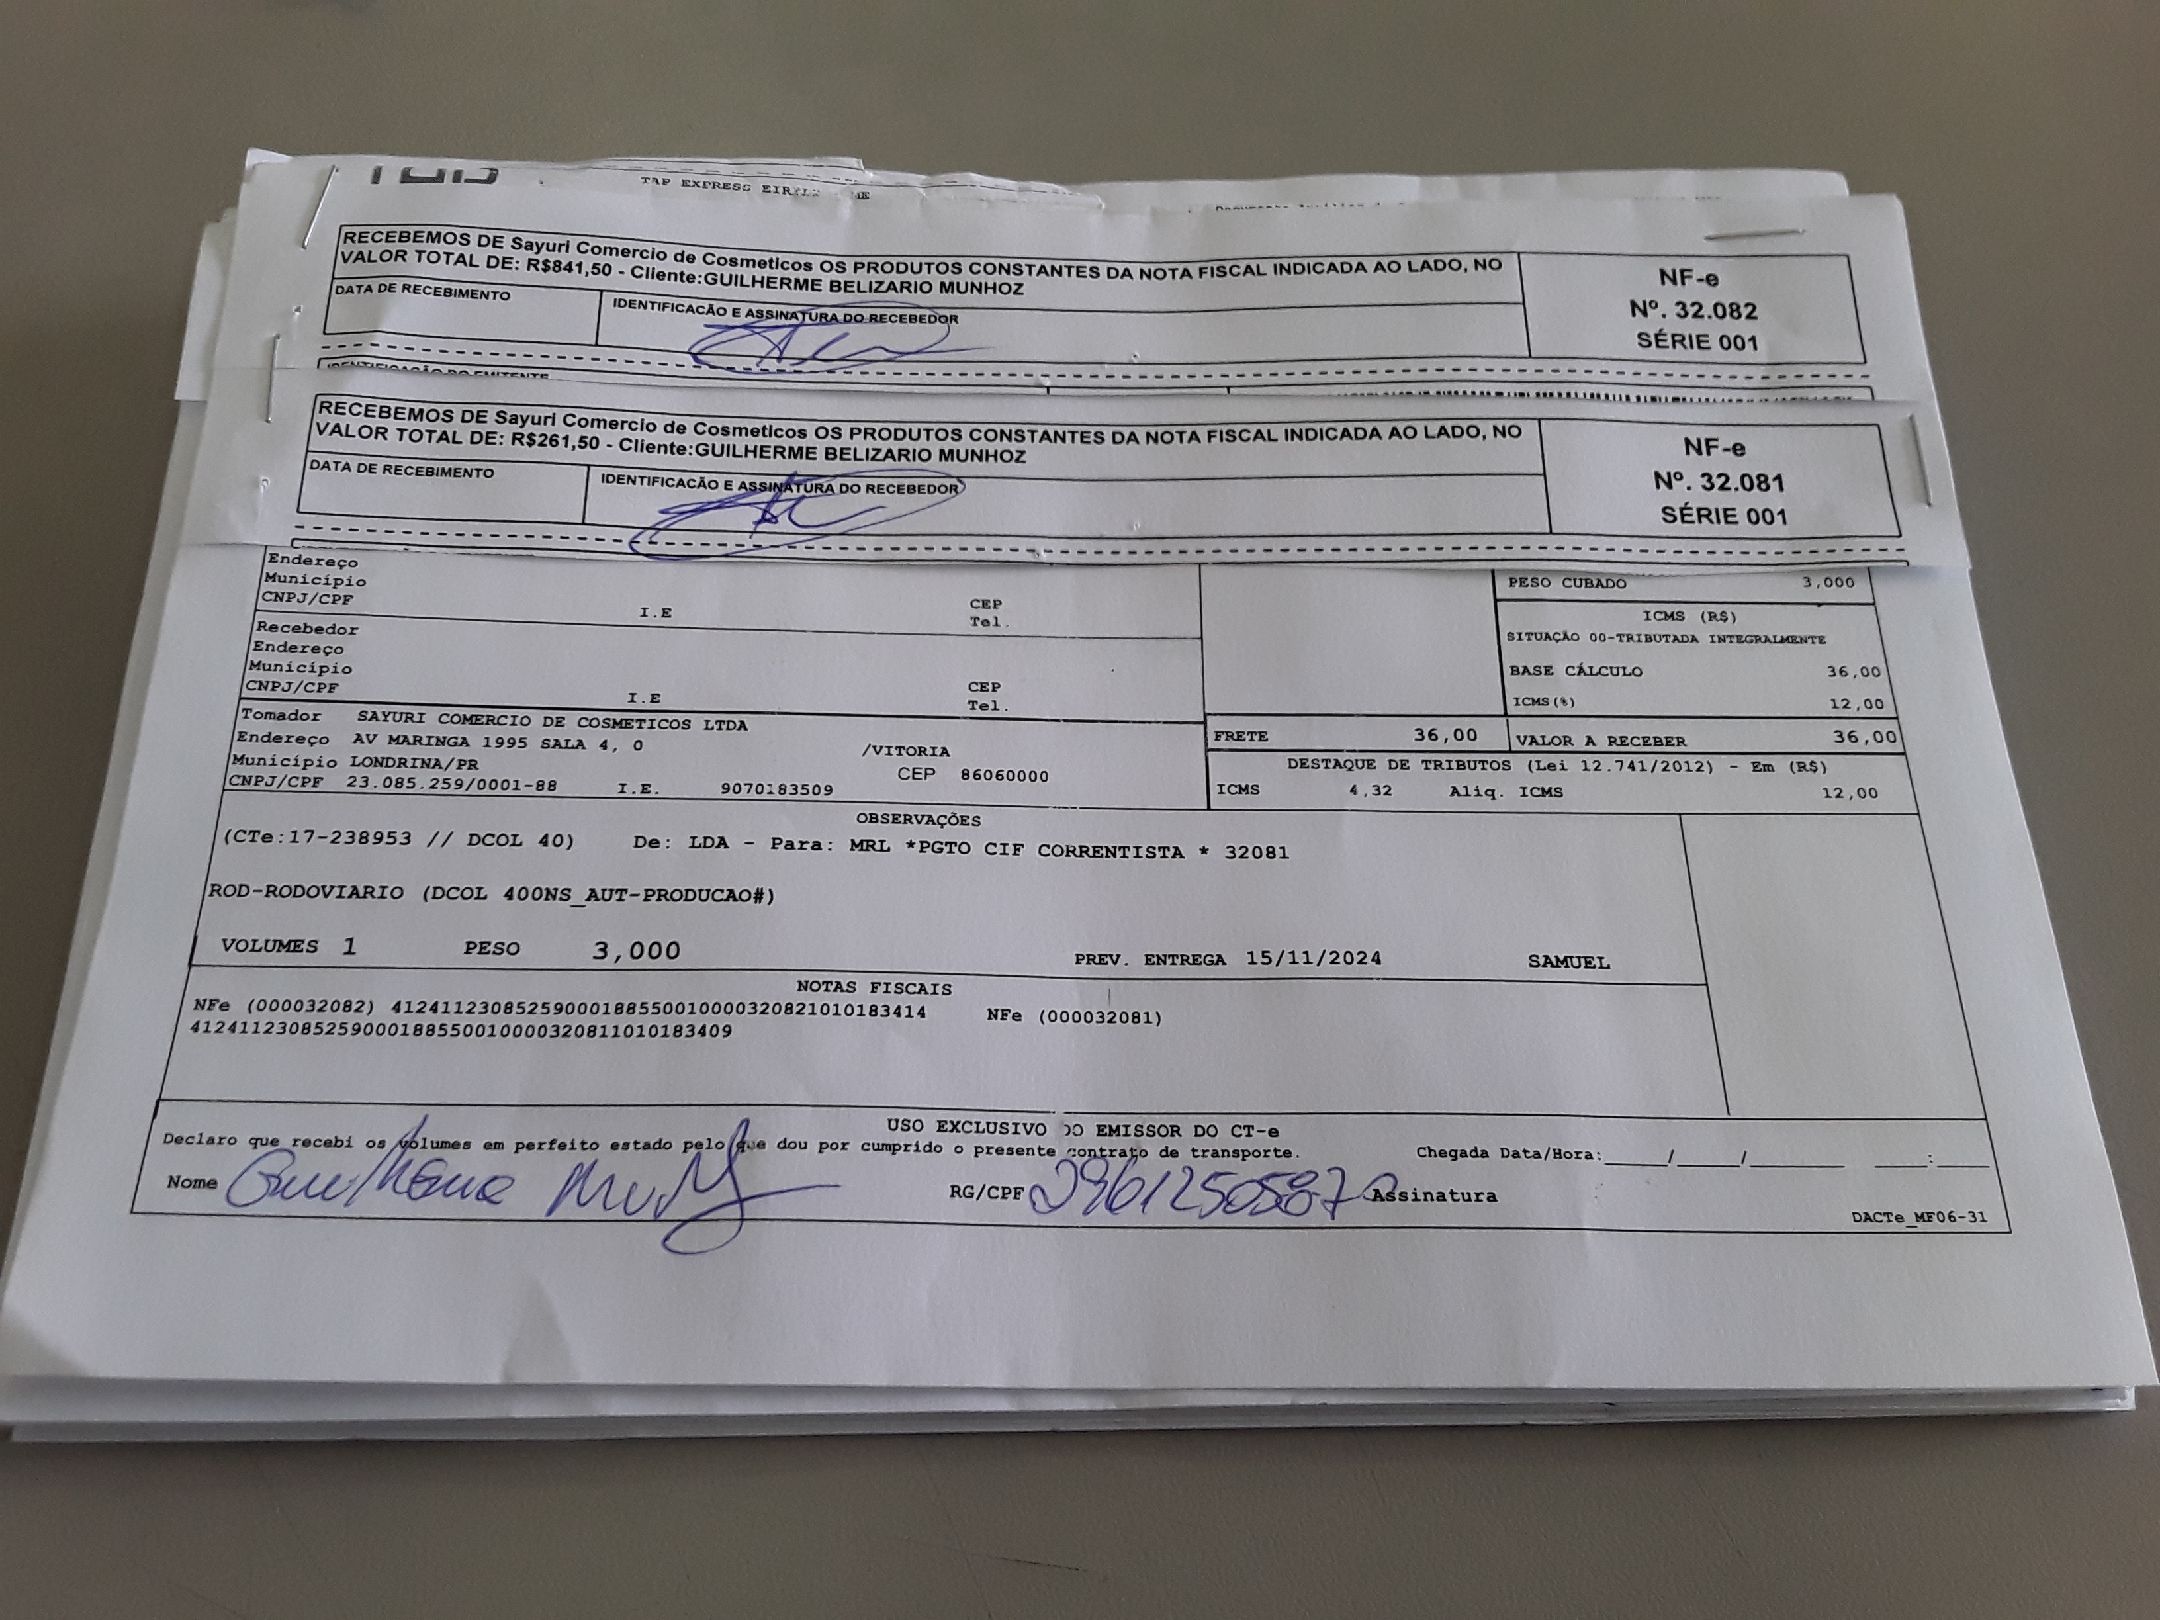 TAP EXPRESS
RECEBEMOS DE Sayuri Comercio de Cosmeticos OS PRODUTOS CONSTANTES DA NOTA FISCAL INDICADA AO LADO, NO
VALOR TOTAL DE: R$841,50 - Cliente:GUILHERME BELIZARIO MUNHOZ
DATA DE RECEBIMENTO
IDENTIFICACÃO E ASSINATURA DO RECEBEDOR
NF-e
Nº. 32.082
SÉRIE 001
IDENTIFICAÇÃO DO EMITENTE
RECEBEMOS DE Sayuri Comercio de Cosmeticos OS PRODUTOS CONSTANTES DA NOTA FISCAL INDICADA AO LADO, NO
VALOR TOTAL DE: R$261,50 - Cliente:GUILHERME BELIZARIO MUNHOZ
DATA DE RECEBIMENTO
IDENTIFICACÃO E ASSINATURA DO RECEBEDOR
NF-e
Nº. 32.081
SÉRIE 001
Endereço
Município
CNPJ/CPF I.E CEP
Tel.
Recebedor
Endereço
Município
CNPJ/CPF I.E CEP
Tel.
PESO CUBADO 3,000
ICMS (R$)
SITUAÇÃO 00-TRIBUTADA INTEGRALMENTE
BASE CÁLCULO 36,00
ICMS(%) 12,00
Tomador SAYURI COMERCIO DE COSMETICOS LTDA
Endereço AV MARINGA 1995 SALA 4, 0 /VITORIA
Município LONDRINA/PR CEP 86060000
CNPJ/CPF 23.085.259/0001-88 I.E. 9070183509
FRETE 36,00 VALOR A RECEBER 36,00
DESTAQUE DE TRIBUTOS (Lei 12.741/2012) - Em (R$)
ICMS 4,32 Aliq. ICMS 12,00
OBSERVAÇÕES
(CTe:17-238953 // DCOL 40) De: LDA - Para: MRL *PGTO CIF CORRENTISTA * 32081
ROD-RODOVIARIO (DCOL 400NS_AUT-PRODUCAO#)
VOLUMES 1 PESO 3,000 PREV. ENTREGA 15/11/2024 SAMUEL
NOTAS FISCAIS
NFe (000032082) 41241123085259000188550010000320821010183414 NFe (000032081)
41241123085259000188550010000320811010183409
USO EXCLUSIVO DO EMISSOR DO CT-e
Declaro que recebi os volumes em perfeito estado pelo que dou por cumprido o presente contrato de transporte. Chegada Data/Hora:____/____/______ ____:____
Nome Guilherme RG/CPF Assinatura
DACTe_MF06-31